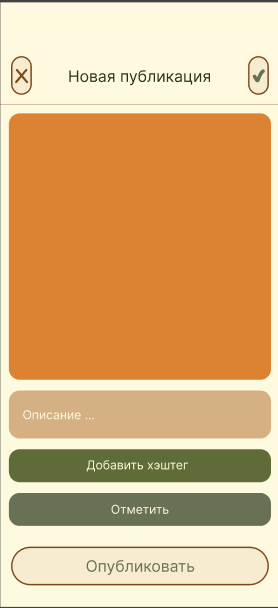 Новая публикация
Описание ...
Добавить хэштег
Отметить
Опубликовать